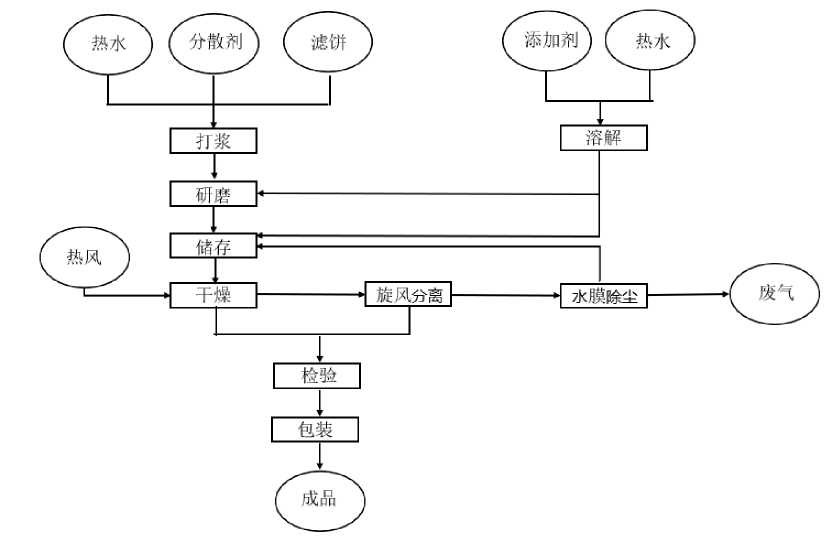 热水
分散剂
滤饼
添加剂
热水
打浆
溶解
研磨
储存
热风
干燥
旋风分离
水膜除尘
废气
检验
包装
成品